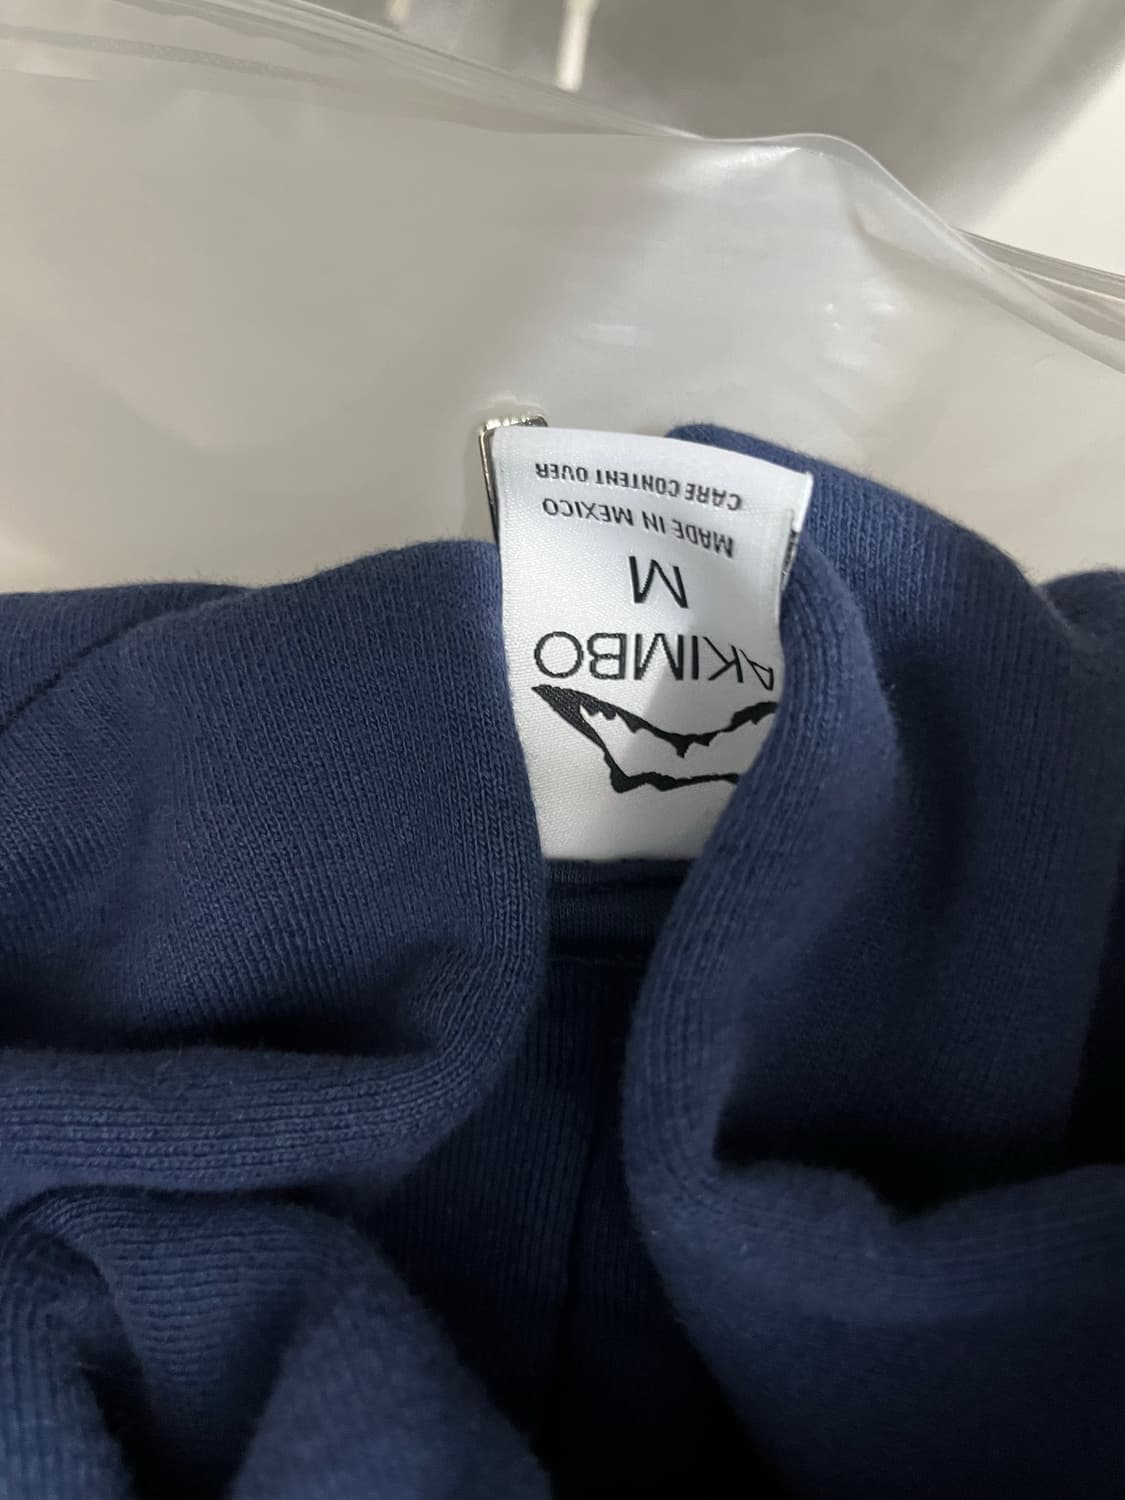 AKIMBO
M
MADE IN MEXICO
CARE CONTENT OVER